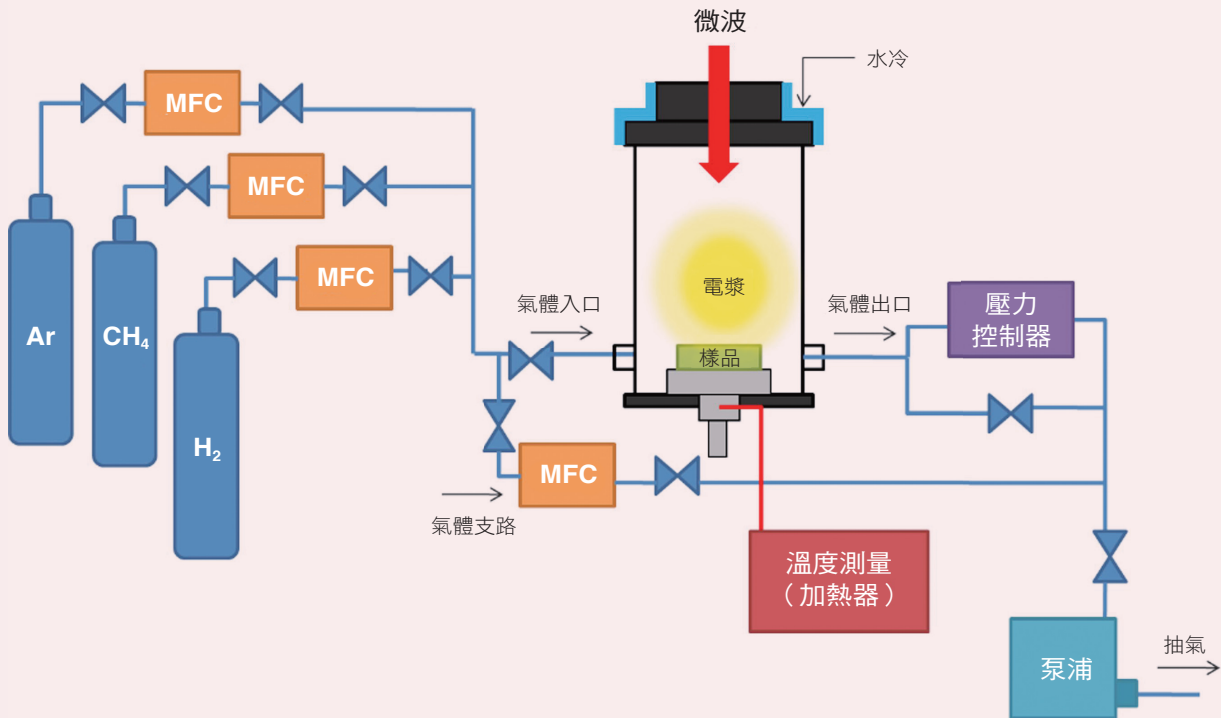 微波
水冷
MFC
MFC
MFC
Ar
CH₄
H₂
氣體入口
電漿
樣品
氣體出口
壓力
控制器
MFC
氣體支路
溫度測量
（加熱器）
泵浦
抽氣